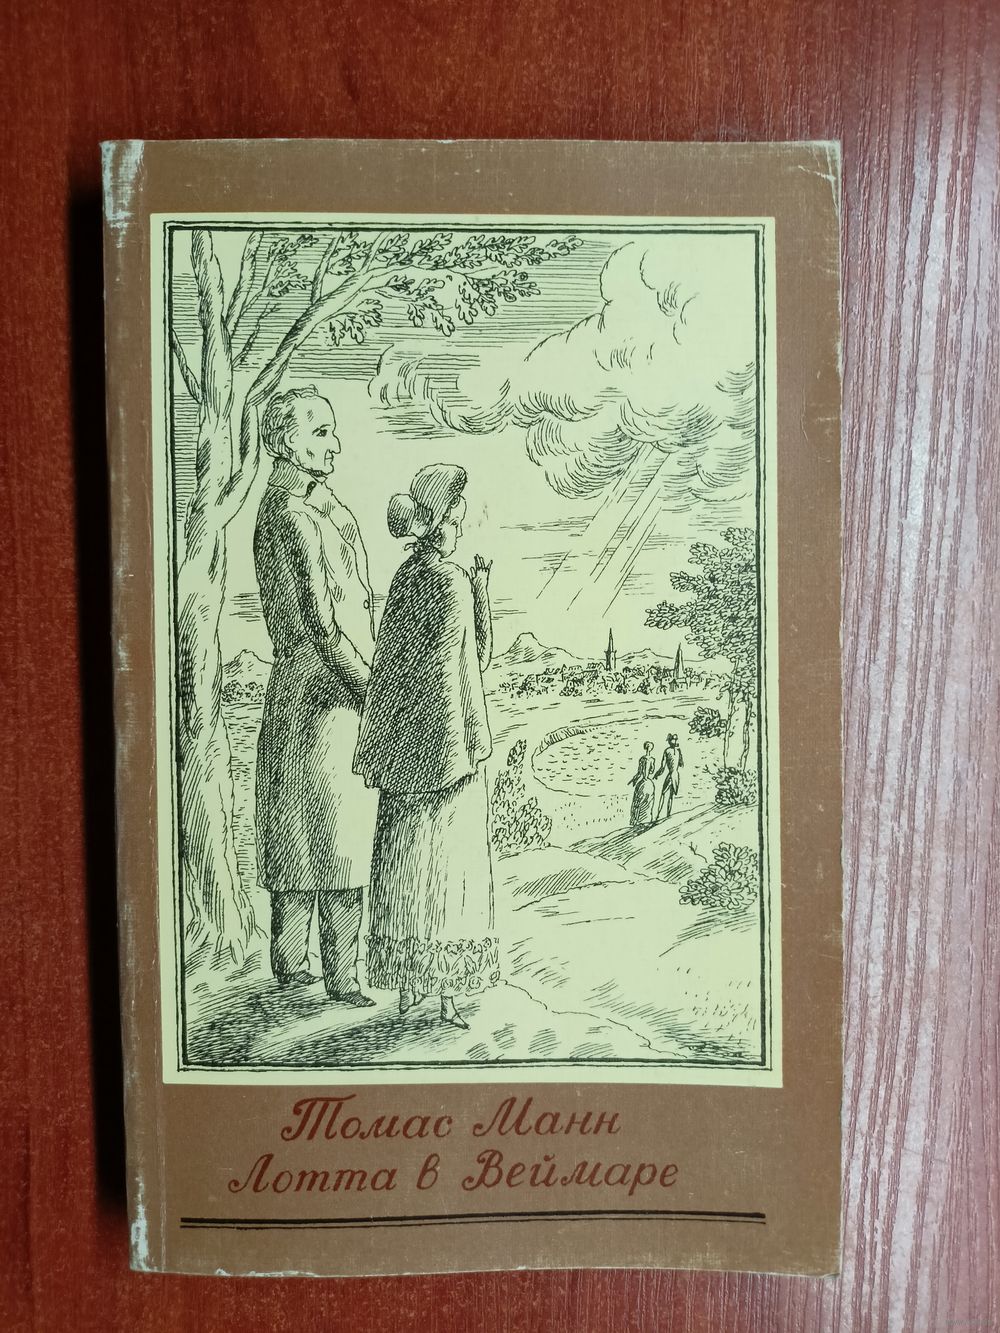 Томас Манн
Лотта в Веймаре